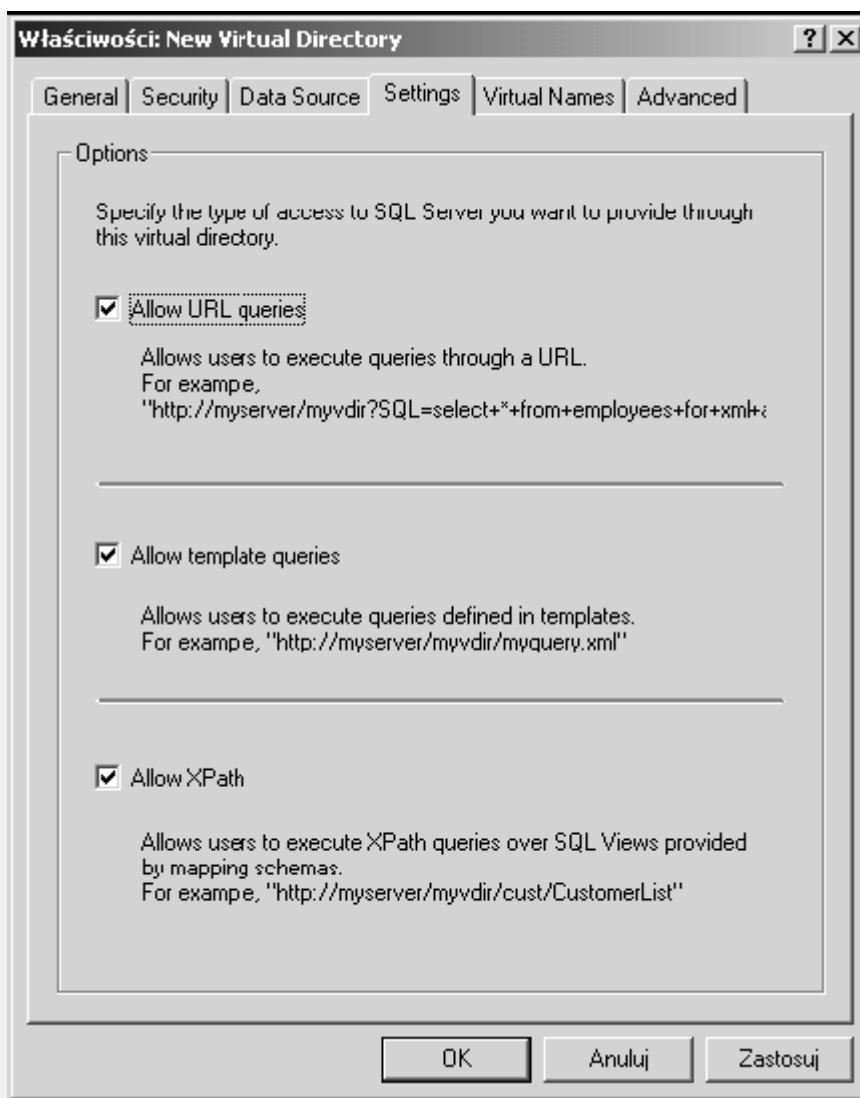 Właściwości: New Virtual Directory
General Security Data Source Settings Virtual Names Advanced
Options
Specify the type of access to SQL Server you want to provide through
this virtual directory.
Allow URL queries
Allows users to execute queries through a URL.
For exampe,
"http://myserver/myvdir?SQL=select+*+from+employees+for+xml+a
Allow template queries
Allows users to execute queries defined in templates.
For exampe, "http://myserver/myvdir/myquery.xml"
Allow XPath
Allows users to execute XPath queries over SQL Views provided
by mapping schemas.
For exampe, "http://myserver/myvdir/cust/CustomerList"
OK Anuluj Zastosuj